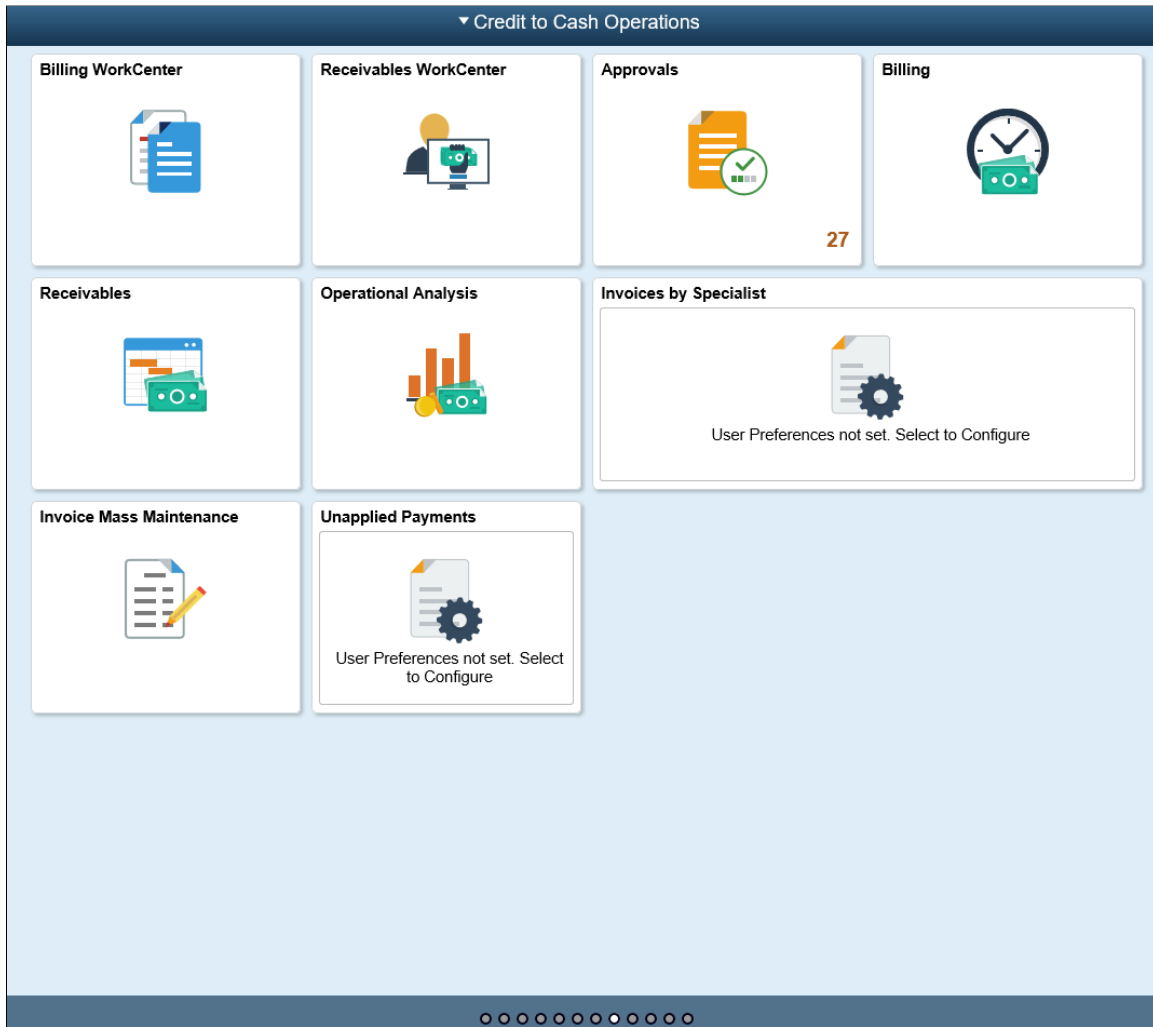 Credit to Cash Operations
Billing WorkCenter
Receivables WorkCenter
Approvals
Billing
27
Receivables
Operational Analysis
Invoices by Specialist
User Preferences not set. Select to Configure
Invoice Mass Maintenance
Unapplied Payments
User Preferences not set. Select
to Configure